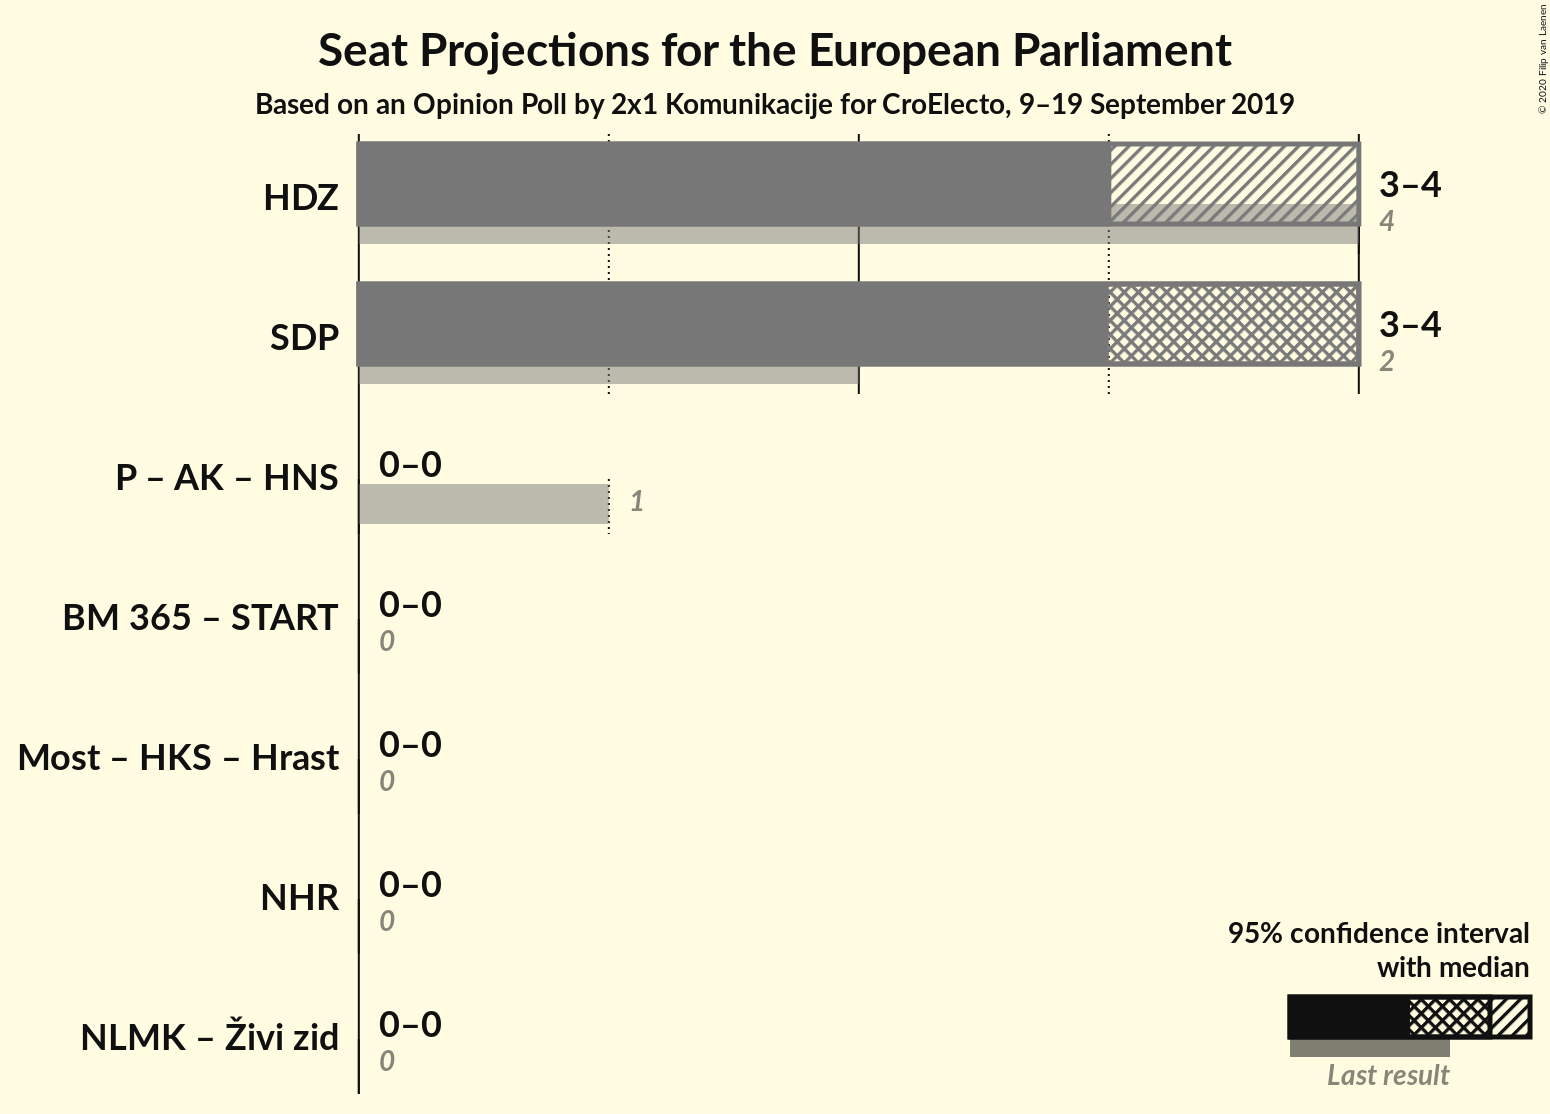 Seat Projections for the European Parliament
Based on an Opinion Poll by 2x1 Komunikacije for CroElecto, 9–19 September 2019
© 2020 Filip van Laenen
HDZ
3–4
4
SDP
3–4
2
P – AK – HNS
0–0
1
BM 365 – START
0–0
0
Most – HKS – Hrast
0–0
0
NHR
0–0
0
NLMK – Živi zid
0–0
0
95% confidence interval
with median
Last result